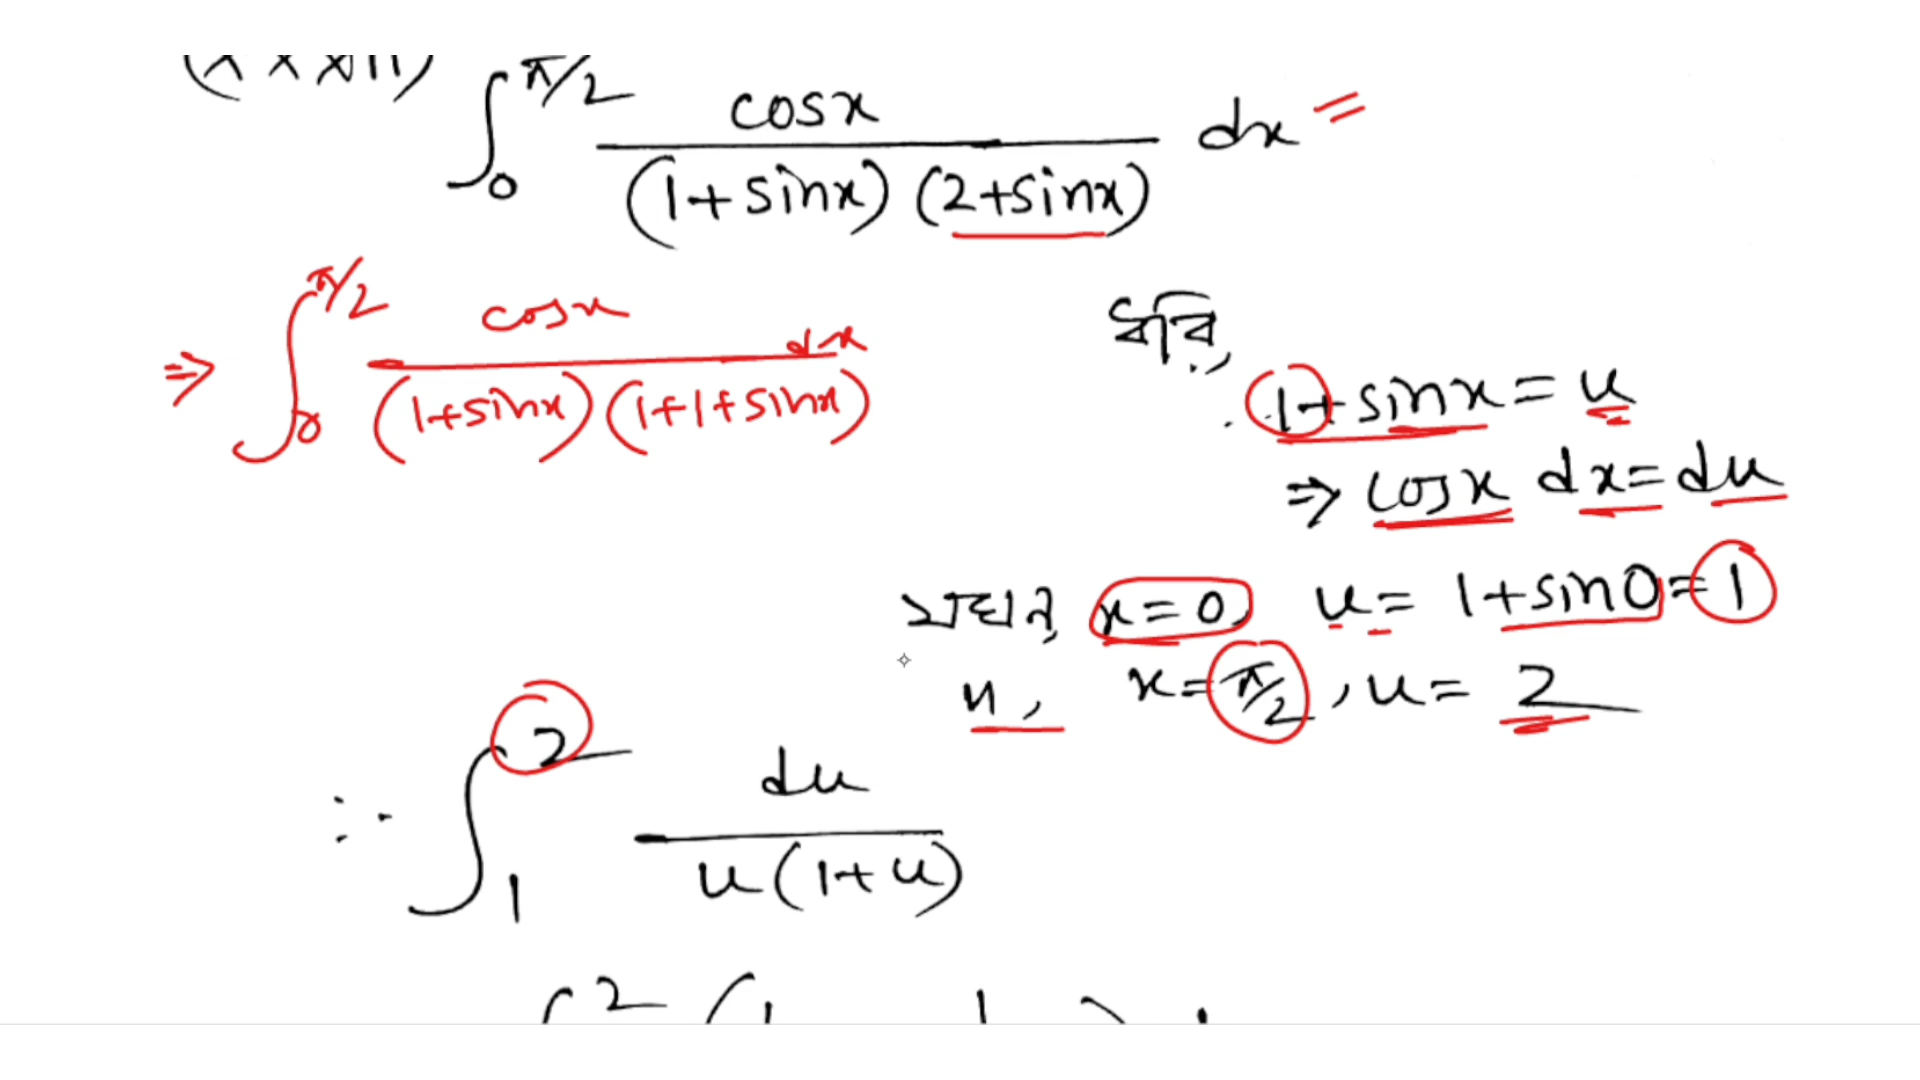 (xxxii) ∫₀^{π/2} cosx / (1+sinx)(2+sinx) dx =
⇒ ∫₀^{π/2} cosx dx / (1+sinx)(1+1+sinx)
ধরি,
1+sinx = u
⇒ cosx dx = du
যখন, x=0, u = 1+sin0 = 1
", x=π/2, u = 2
∴ ∫₁² du / u(1+u)